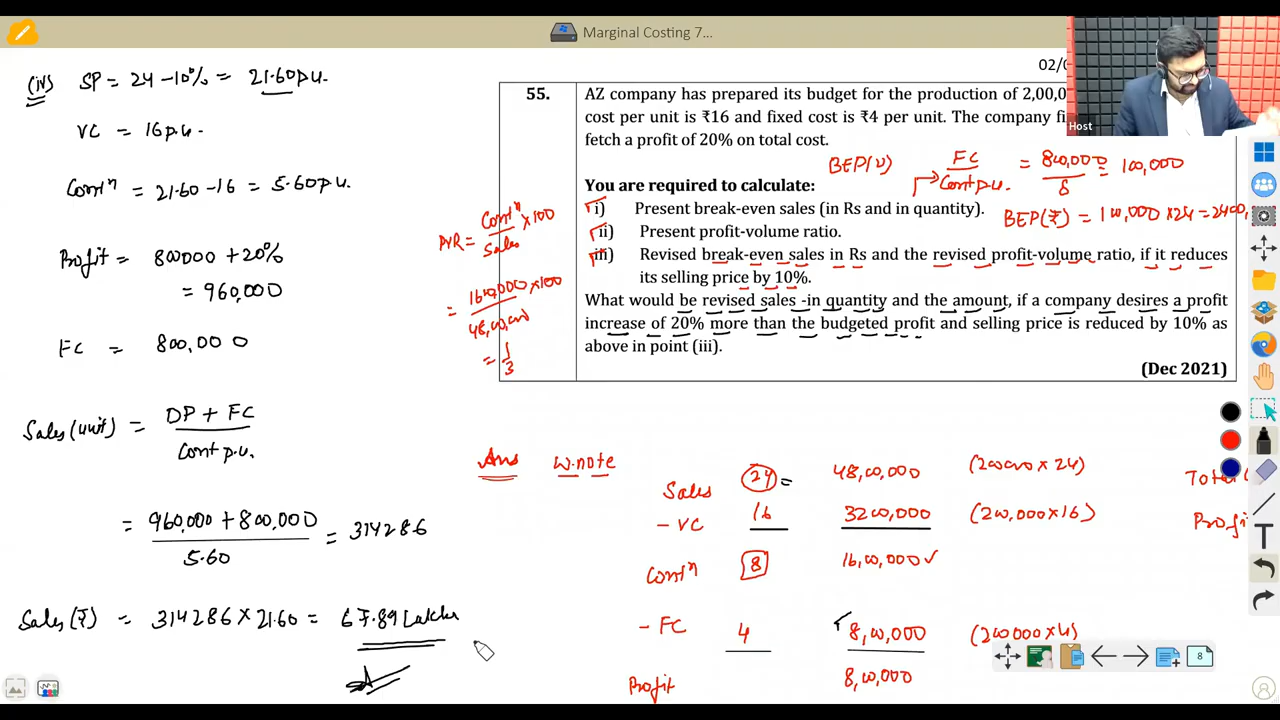 Marginal Costing 7...
(iv) SP = 24 - 10% = 21.60 p.u.
VC = 16 p.u.
Contn = 21.60 - 16 = 5.60 p.u.
Profit = 800000 + 20%
= 960,000
FC = 800,000
Sales (unit) = DP + FC
Cont p.u.
= 960,000 + 800,000
5.60
= 314286
Sales (₹) = 314286 × 21.60 = 67.89 Lakhs
02/0
Host
55.
AZ company has prepared its budget for the production of 2,00,0
cost per unit is ₹16 and fixed cost is ₹4 per unit. The company fi
fetch a profit of 20% on total cost.
BEP(u) FC = 800,000 = 100,000
Cont p.u. 8
You are required to calculate:
i) Present break-even sales (in Rs and in quantity).
BEP(₹) = 100,000 × 24 = 2400,
ii) Present profit-volume ratio.
iii) Revised break-even sales in Rs and the revised profit-volume ratio, if it reduces
its selling price by 10%.
What would be revised sales -in quantity and the amount, if a company desires a profit
increase of 20% more than the budgeted profit and selling price is reduced by 10% as
above in point (iii).
(Dec 2021)
PVR = Contn × 100
Sales
= 1600,000 × 100
48,00,000
= 1
3
Ans W.note
Sales 24 = 48,00,000 (200000 × 24)
- VC 16 3200,000 (200,000 × 16)
Contn 8 16,00,000 ✓
- FC 4 8,00,000 (200000 × 4)
Profit 8,00,000
Total
Profit
8